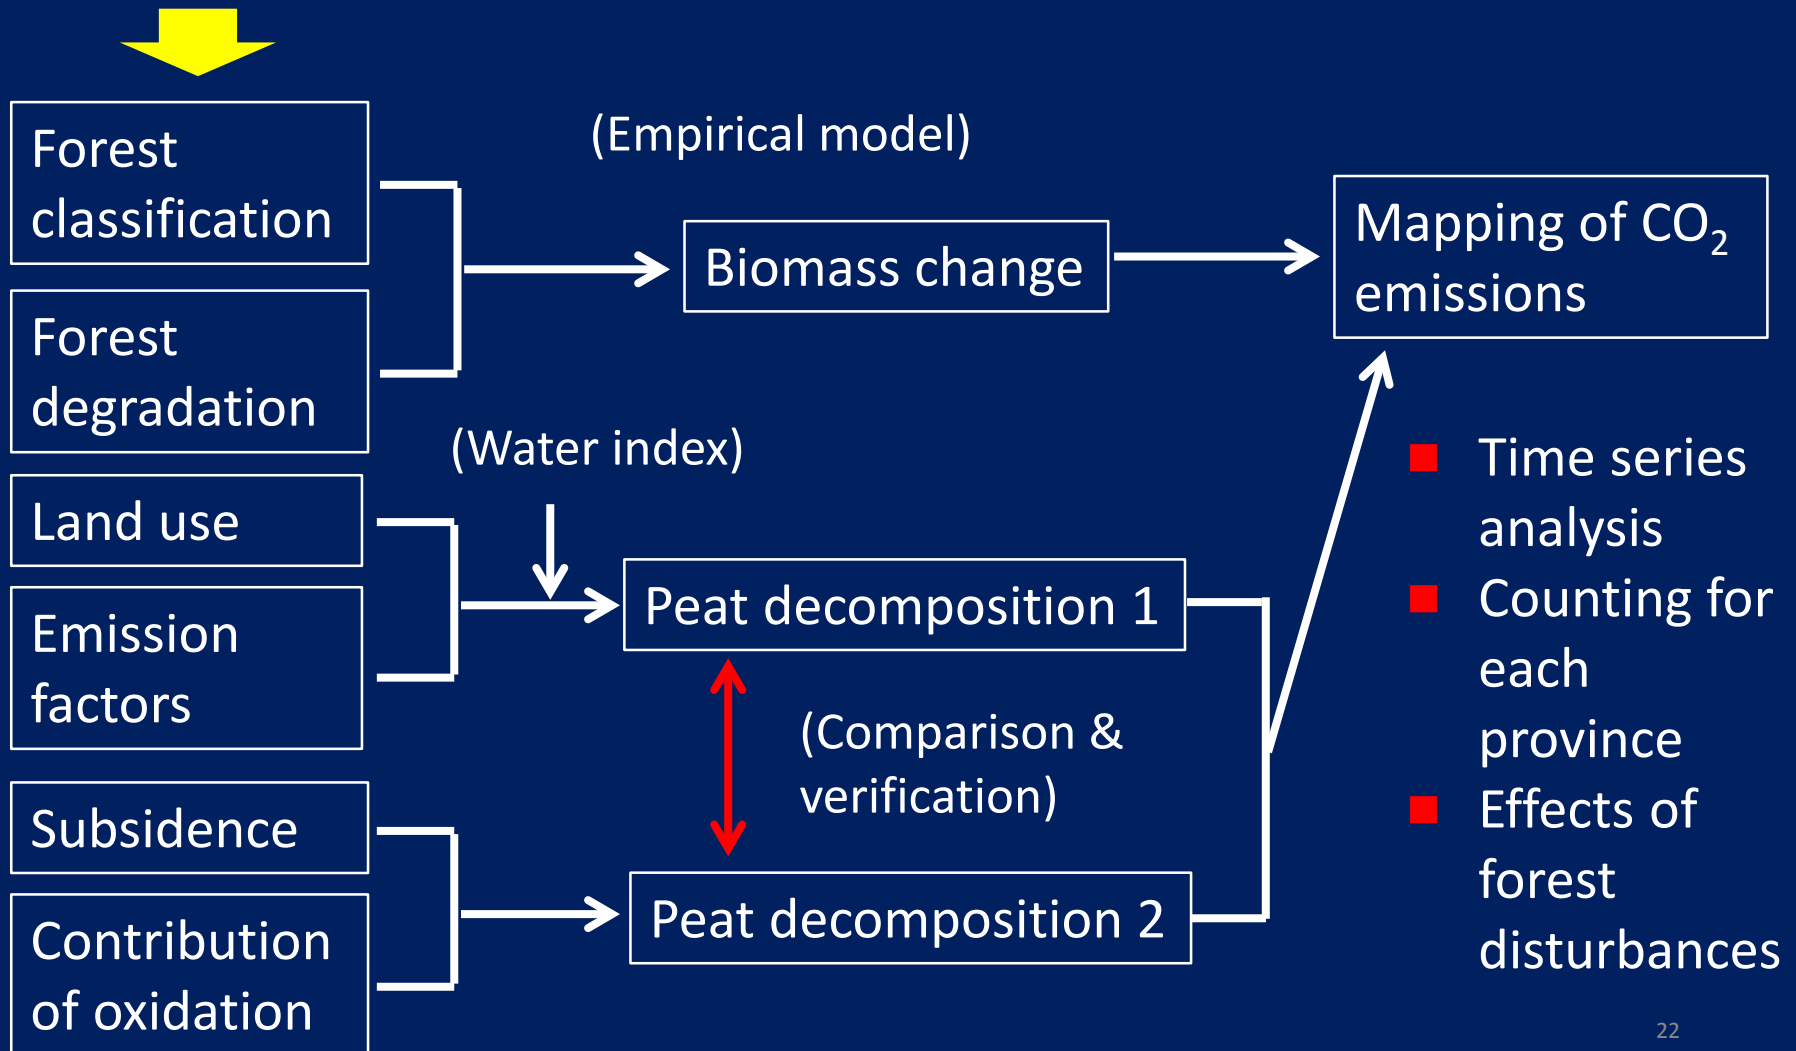 Forest
classification
(Empirical model)
Biomass change
Mapping of CO₂
emissions
Forest
degradation
(Water index)
Land use
Emission
factors
Peat decomposition 1
(Comparison &
verification)
Subsidence
Contribution
of oxidation
Peat decomposition 2
Time series
analysis
Counting for
each
province
Effects of
forest
disturbances
22